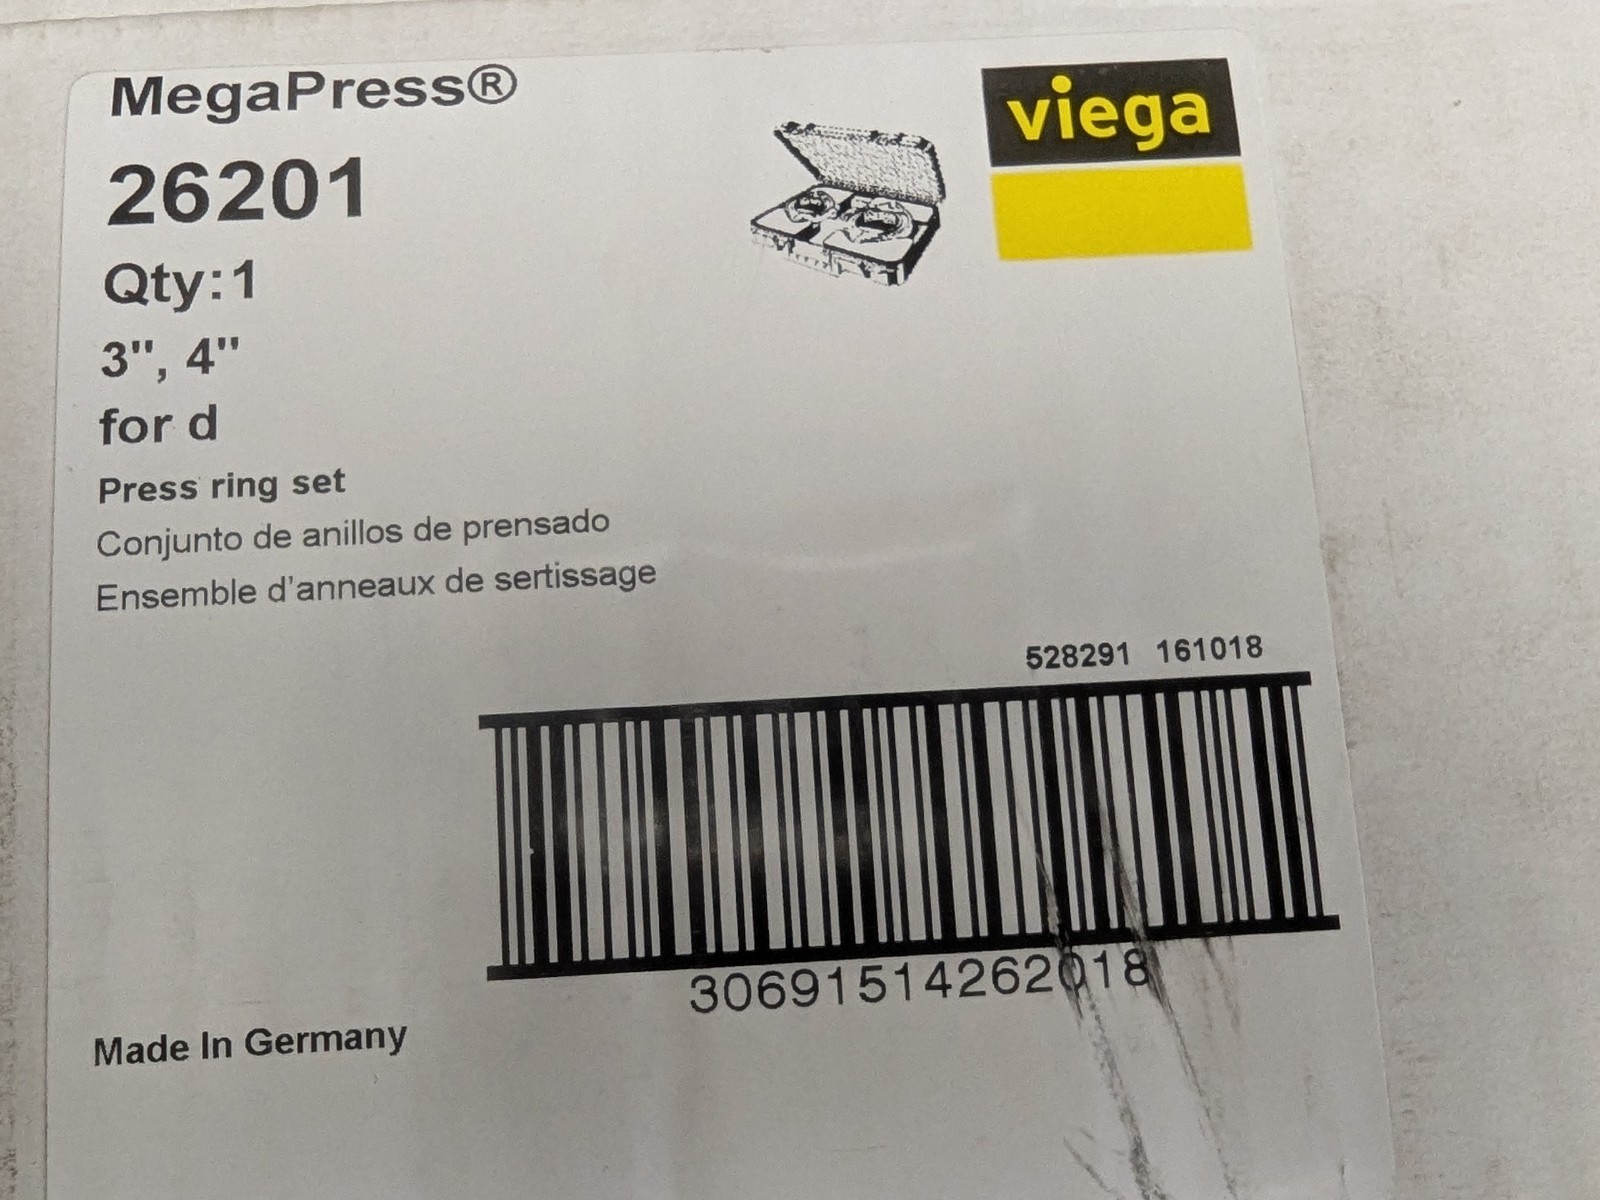 MegaPress®
viega
26201
Qty:1
3", 4"
for d
Press ring set
Conjunto de anillos de prensado
Ensemble d'anneaux de sertissage
528291 161018
30691514262018
Made In Germany